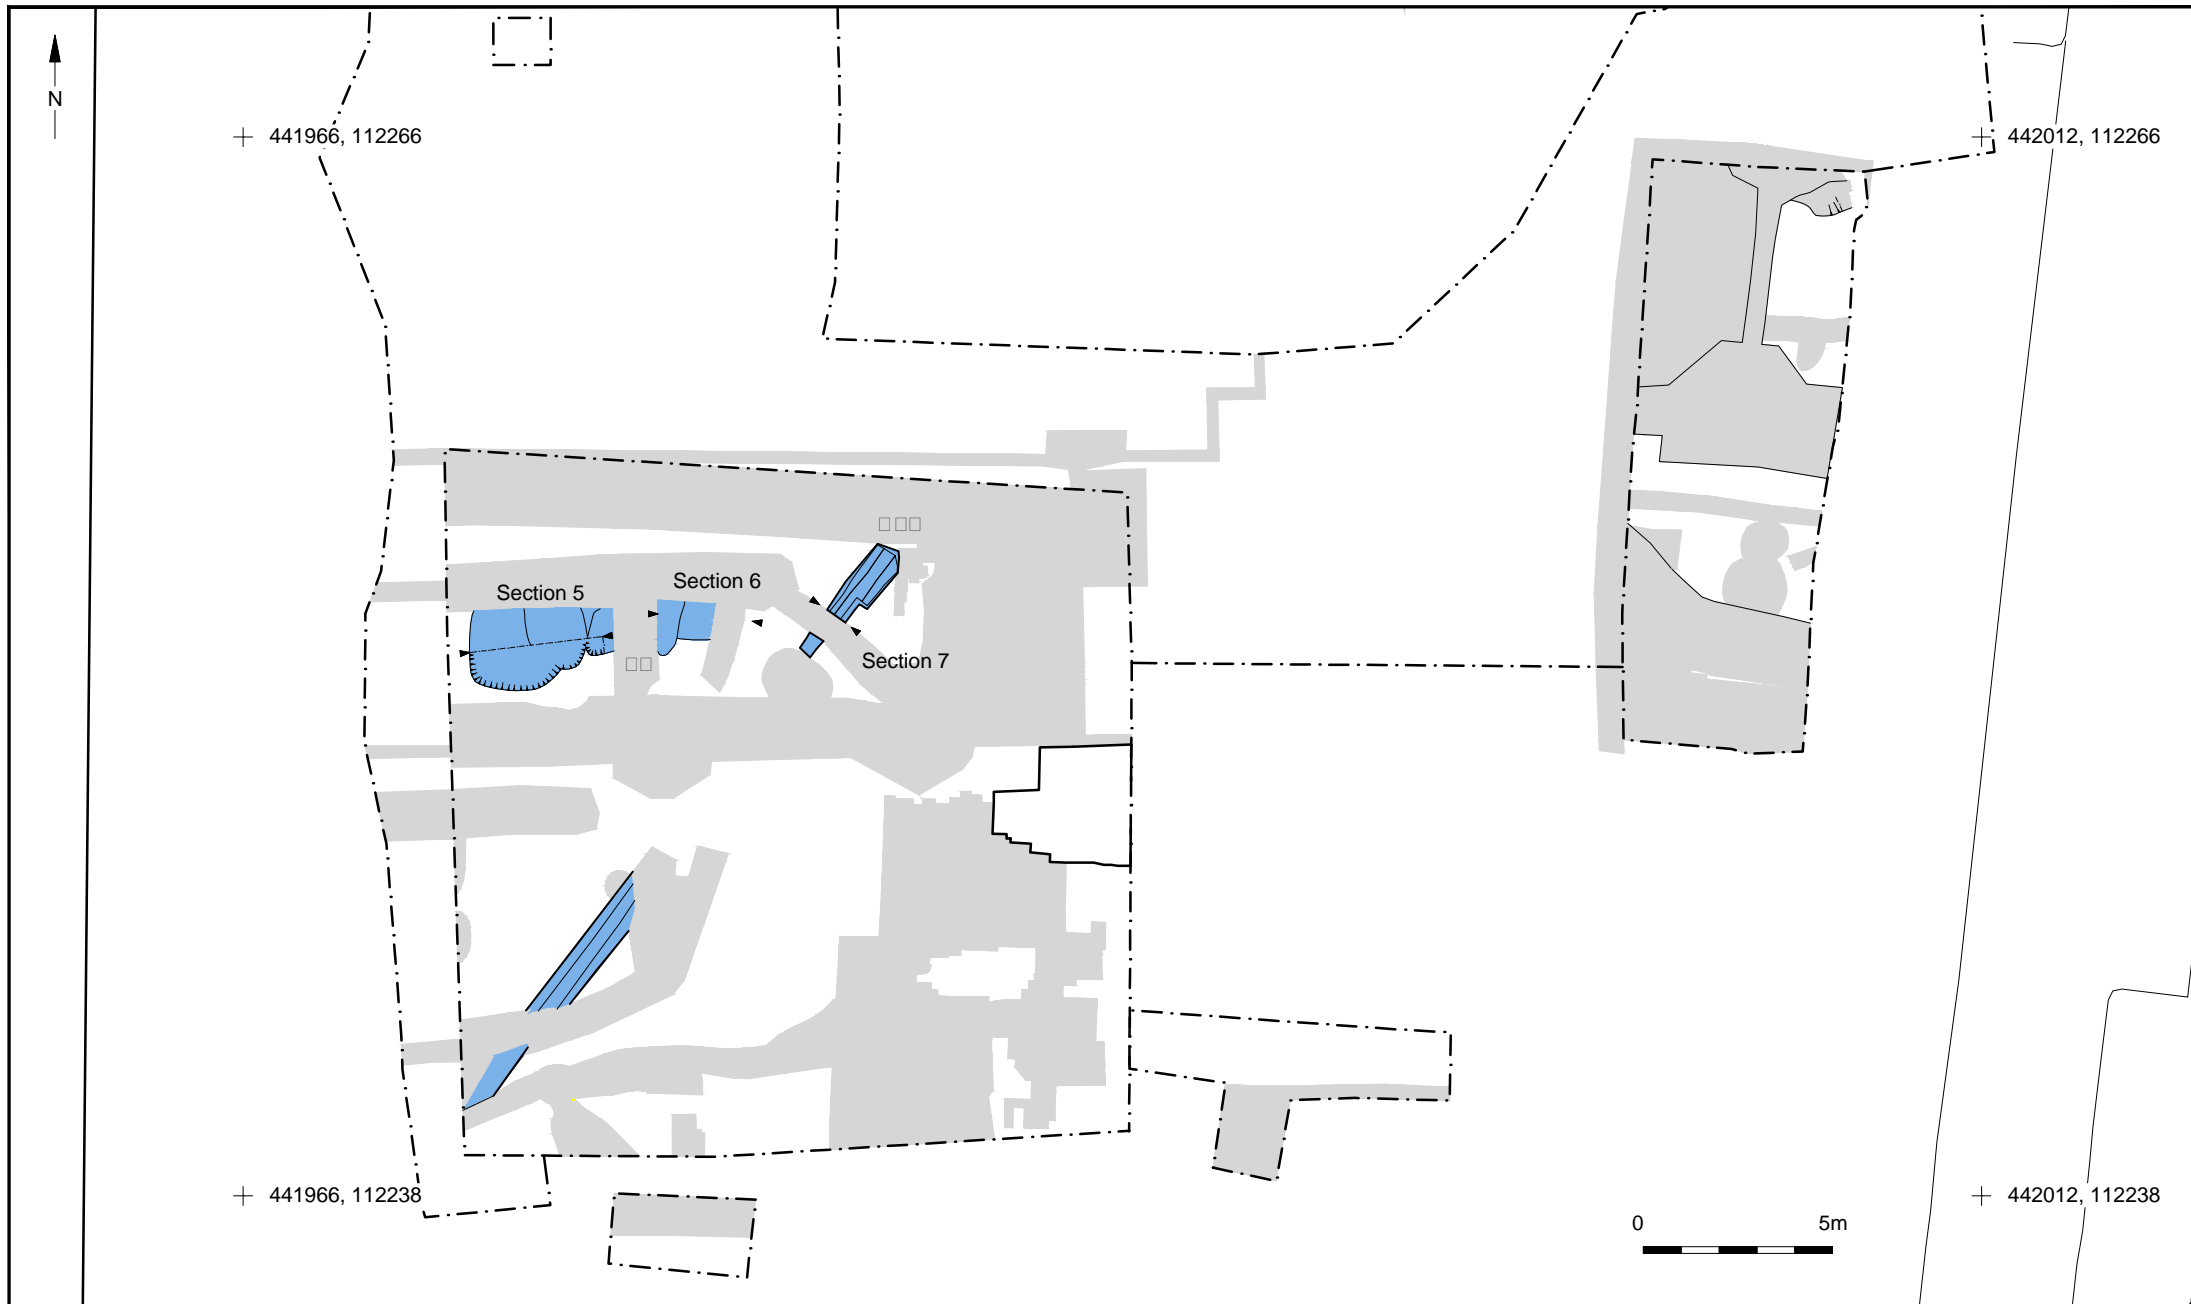 N
441966, 112266
442012, 112266
Section 5
Section 6
Section 7
441966, 112238
442012, 112238
0 5m